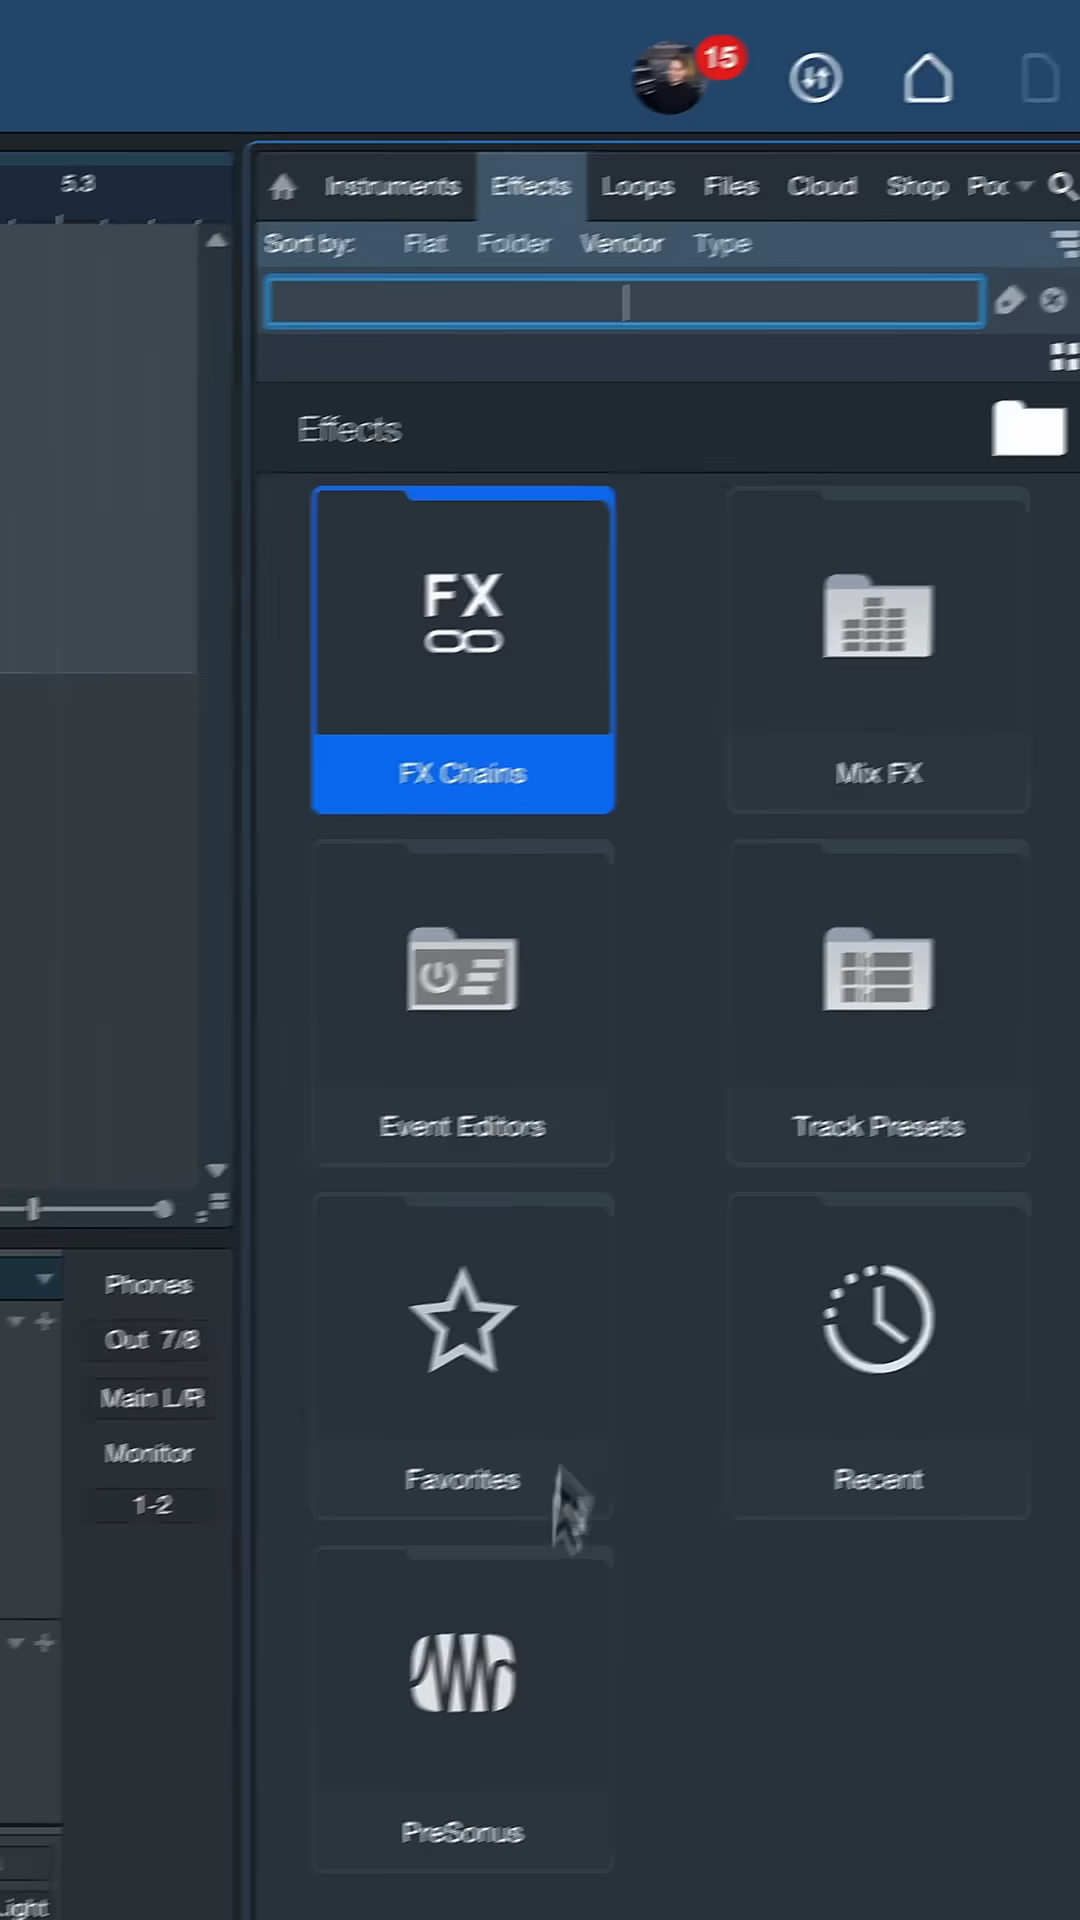 15
5.3
Instruments Effects Loops Files Cloud Shop
Sort by: Flat Folder Vendor Type
Effects
FX
FX Chains
Mix FX
Event Editors
Track Presets
Phones
Out 7/8
Main L/R
Monitor
1-2
Favorites
Recent
PreSonus